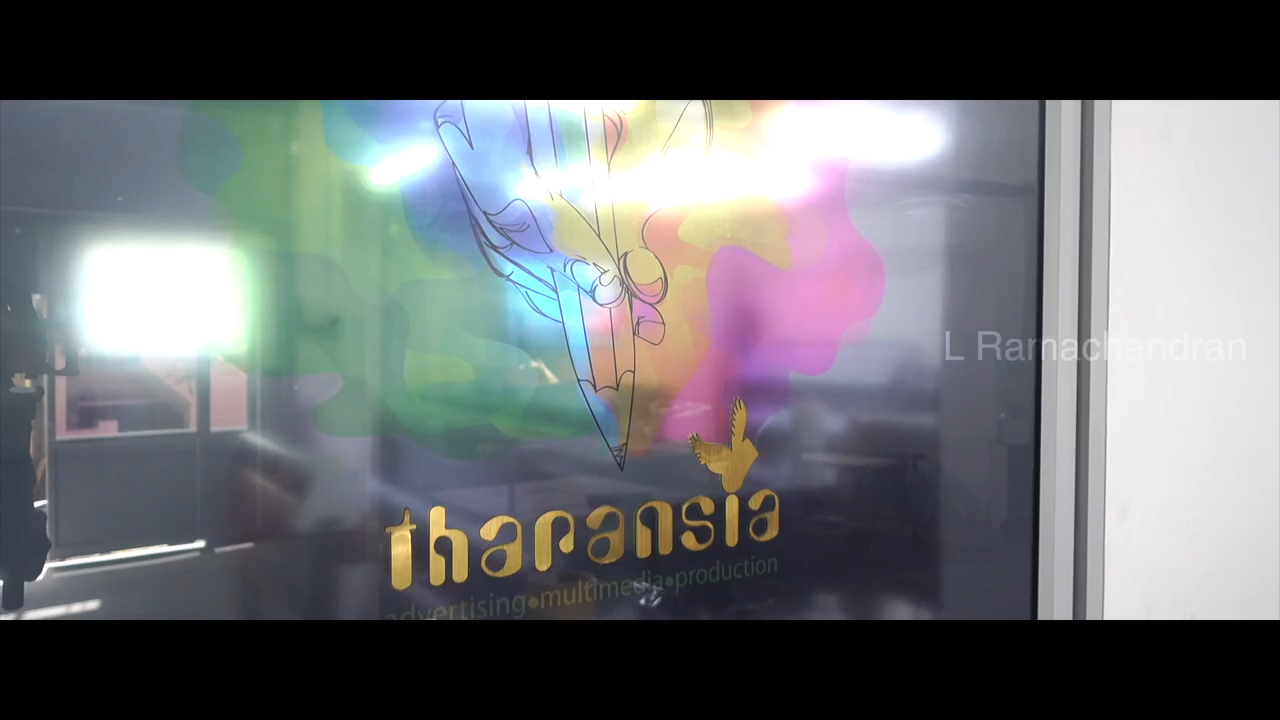 L Ramachandran
tharansia
advertising•multimedia•production